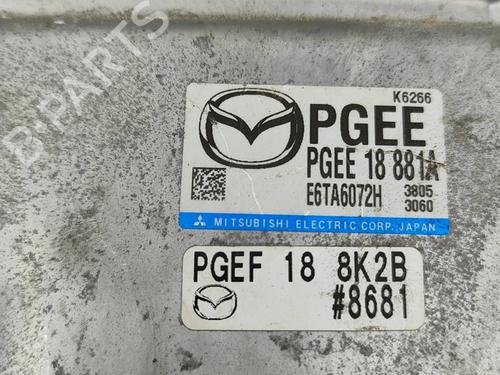 B-PARTS
K6266
PGEE
PGEE 18 881A
E6TA6072H
3805
3060
MITSUBISHI ELECTRIC CORP. JAPAN
PGEF 18 8K2B
#8681